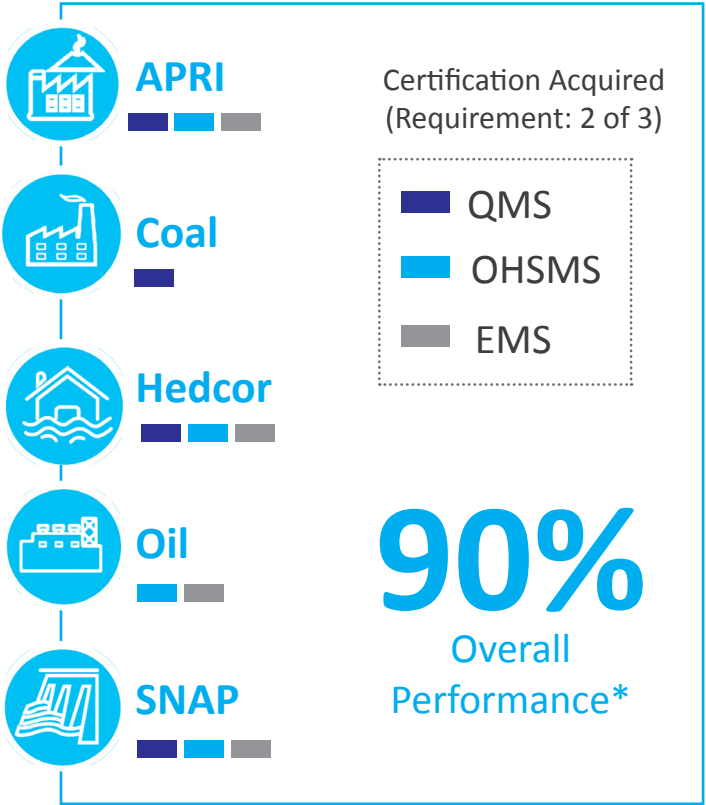 APRI
Certification Acquired
(Requirement: 2 of 3)
QMS
OHSMS
EMS
Coal
Hedcor
Oil
SNAP
90%
Overall
Performance*